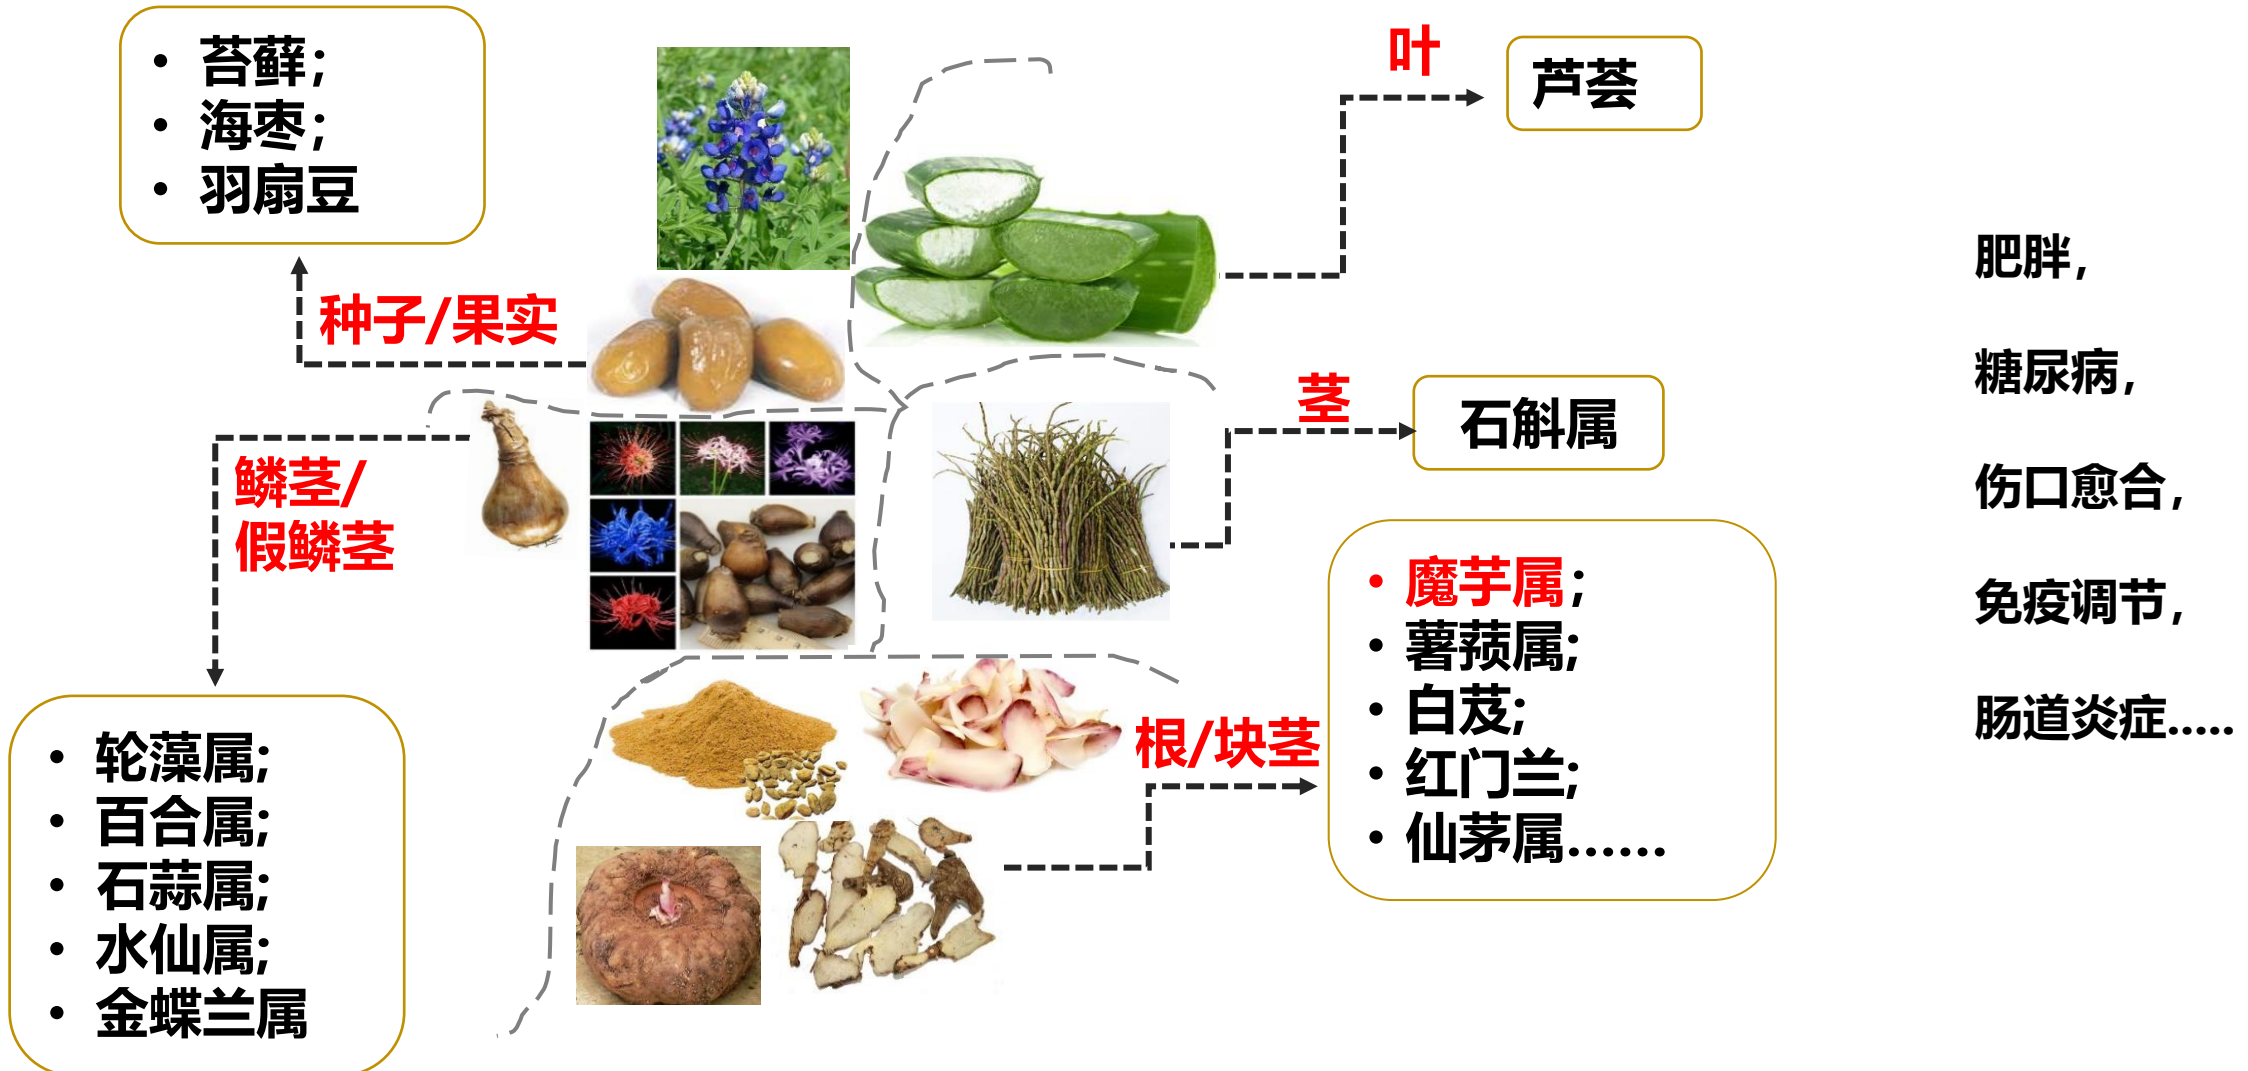 苔藓；
海枣；
羽扇豆
种子/果实
鳞茎/
假鳞茎
轮藻属;
百合属;
石蒜属;
水仙属;
金蝶兰属
叶
芦荟
茎
石斛属
根/块茎
魔芋属；
薯蓣属;
白芨;
红门兰;
仙茅属……
肥胖，
糖尿病，
伤口愈合，
免疫调节，
肠道炎症.....